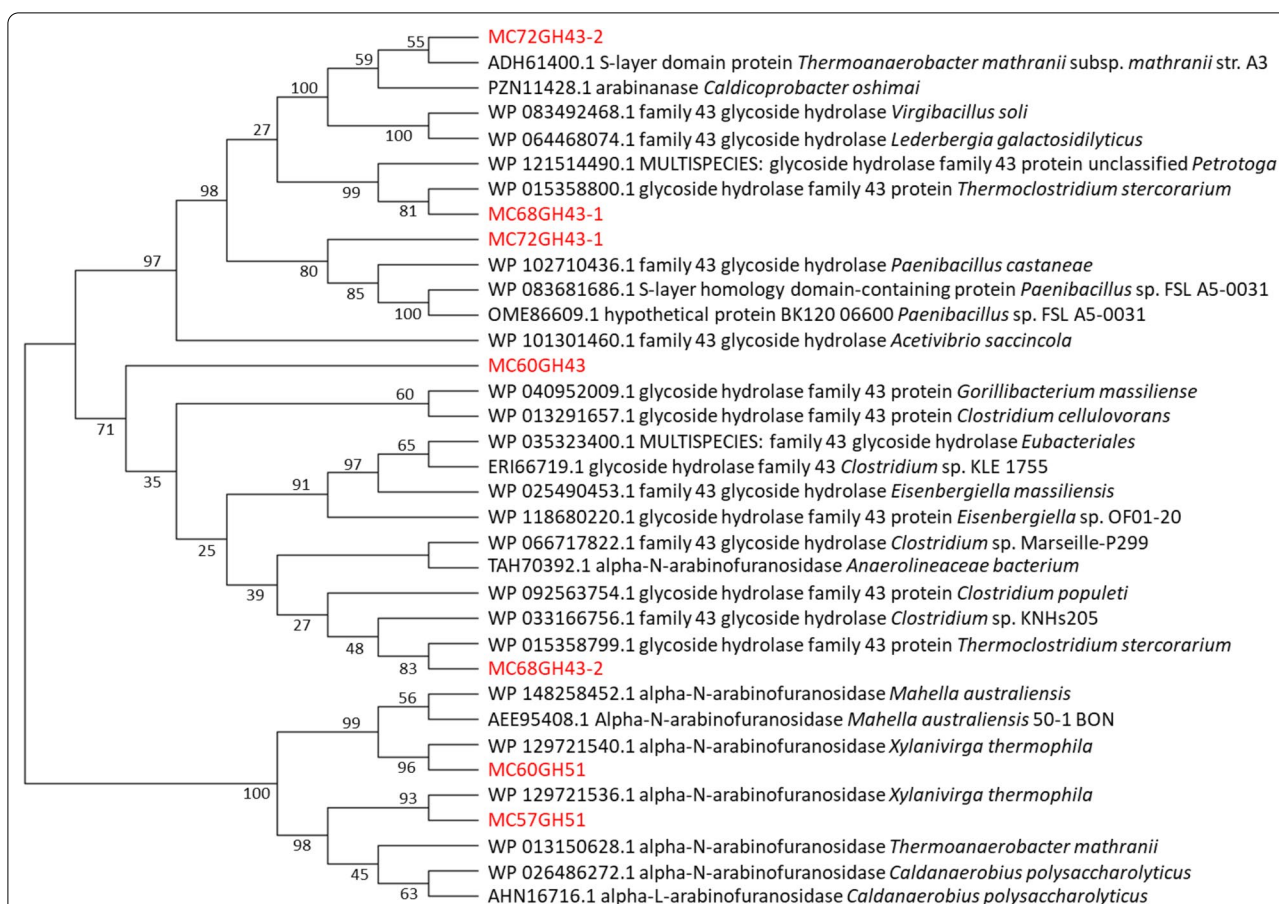 MC72GH43-2
55
ADH61400.1 S-layer domain protein Thermoanaerobacter mathranii subsp. mathranii str. A3
59
PZN11428.1 arabinanase Caldicoprobacter oshimai
100
WP 083492468.1 family 43 glycoside hydrolase Virgibacillus soli
27
100
WP 064468074.1 family 43 glycoside hydrolase Lederbergia galactosidilyticus
WP 121514490.1 MULTISPECIES: glycoside hydrolase family 43 protein unclassified Petrotoga
98
99
WP 015358800.1 glycoside hydrolase family 43 protein Thermoclostridium stercorarium
81
MC68GH43-1
MC72GH43-1
97
80
WP 102710436.1 family 43 glycoside hydrolase Paenibacillus castaneae
85
WP 083681686.1 S-layer homology domain-containing protein Paenibacillus sp. FSL A5-0031
100
OME86609.1 hypothetical protein BK120 06600 Paenibacillus sp. FSL A5-0031
WP 101301460.1 family 43 glycoside hydrolase Acetivibrio saccincola
MC60GH43
60
WP 040952009.1 glycoside hydrolase family 43 protein Gorillibacterium massiliense
WP 013291657.1 glycoside hydrolase family 43 protein Clostridium cellulovorans
71
65
WP 035323400.1 MULTISPECIES: family 43 glycoside hydrolase Eubacteriales
97
ERI66719.1 glycoside hydrolase family 43 Clostridium sp. KLE 1755
35
91
WP 025490453.1 family 43 glycoside hydrolase Eisenbergiella massiliensis
WP 118680220.1 glycoside hydrolase family 43 protein Eisenbergiella sp. OF01-20
25
WP 066717822.1 family 43 glycoside hydrolase Clostridium sp. Marseille-P299
TAH70392.1 alpha-N-arabinofuranosidase Anaerolineaceae bacterium
39
WP 092563754.1 glycoside hydrolase family 43 protein Clostridium populeti
27
WP 033166756.1 family 43 glycoside hydrolase Clostridium sp. KNHs205
48
WP 015358799.1 glycoside hydrolase family 43 protein Thermoclostridium stercorarium
83
MC68GH43-2
56
WP 148258452.1 alpha-N-arabinofuranosidase Mahella australiensis
99
AEE95408.1 Alpha-N-arabinofuranosidase Mahella australiensis 50-1 BON
WP 129721540.1 alpha-N-arabinofuranosidase Xylanivirga thermophila
96
MC60GH51
100
93
WP 129721536.1 alpha-N-arabinofuranosidase Xylanivirga thermophila
MC57GH51
98
WP 013150628.1 alpha-N-arabinofuranosidase Thermoanaerobacter mathranii
45
WP 026486272.1 alpha-N-arabinofuranosidase Caldanaerobius polysaccharolyticus
63
AHN16716.1 alpha-L-arabinofuranosidase Caldanaerobius polysaccharolyticus